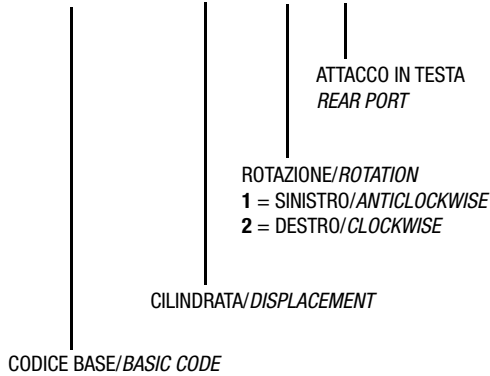 ATTACCO IN TESTA
REAR PORT
ROTAZIONE/ROTATION
1 = SINISTRO/ANTICLOCKWISE
2 = DESTRO/CLOCKWISE
CILINDRATA/DISPLACEMENT
CODICE BASE/BASIC CODE